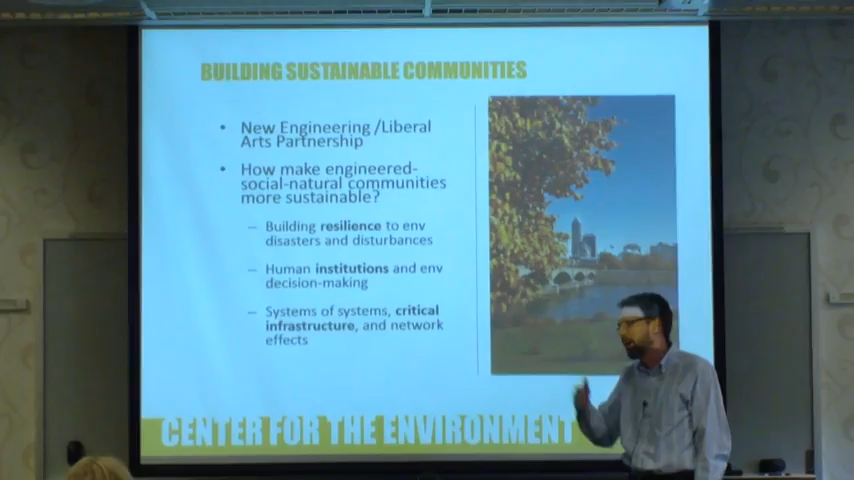 BUILDING SUSTAINABLE COMMUNITIES
• New Engineering /Liberal
Arts Partnership
• How make engineered-
social-natural communities
more sustainable?
– Building resilience to env
disasters and disturbances
– Human institutions and env
decision-making
– Systems of systems, critical
infrastructure, and network
effects
CENTER FOR THE ENVIRONMENT